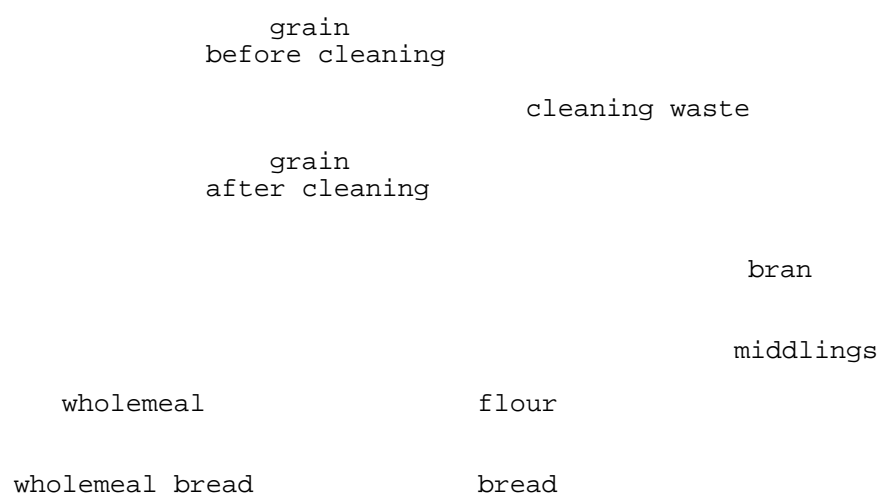 grain
before cleaning
cleaning waste
grain
after cleaning
bran
middlings
wholemeal flour
wholemeal bread bread